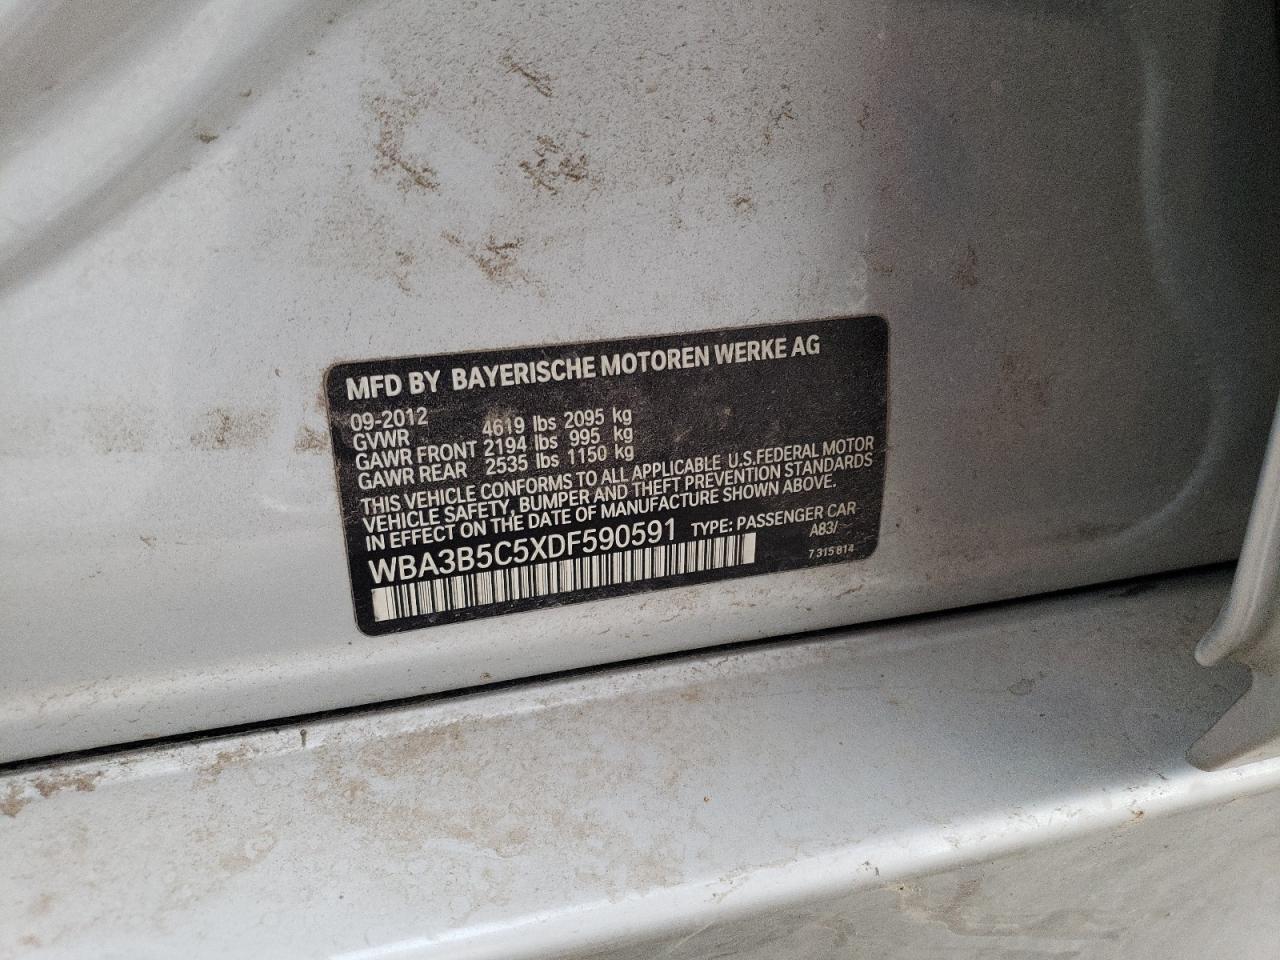 MFD BY BAYERISCHE MOTOREN WERKE AG
09-2012
GVWR 4619 lbs 2095 kg
GAWR FRONT 2194 lbs 995 kg
GAWR REAR 2535 lbs 1150 kg
THIS VEHICLE CONFORMS TO ALL APPLICABLE U.S.FEDERAL MOTOR
VEHICLE SAFETY, BUMPER AND THEFT PREVENTION STANDARDS
IN EFFECT ON THE DATE OF MANUFACTURE SHOWN ABOVE.
WBA3B5C5XDF590591 TYPE: PASSENGER CAR
A83/
7 315 814